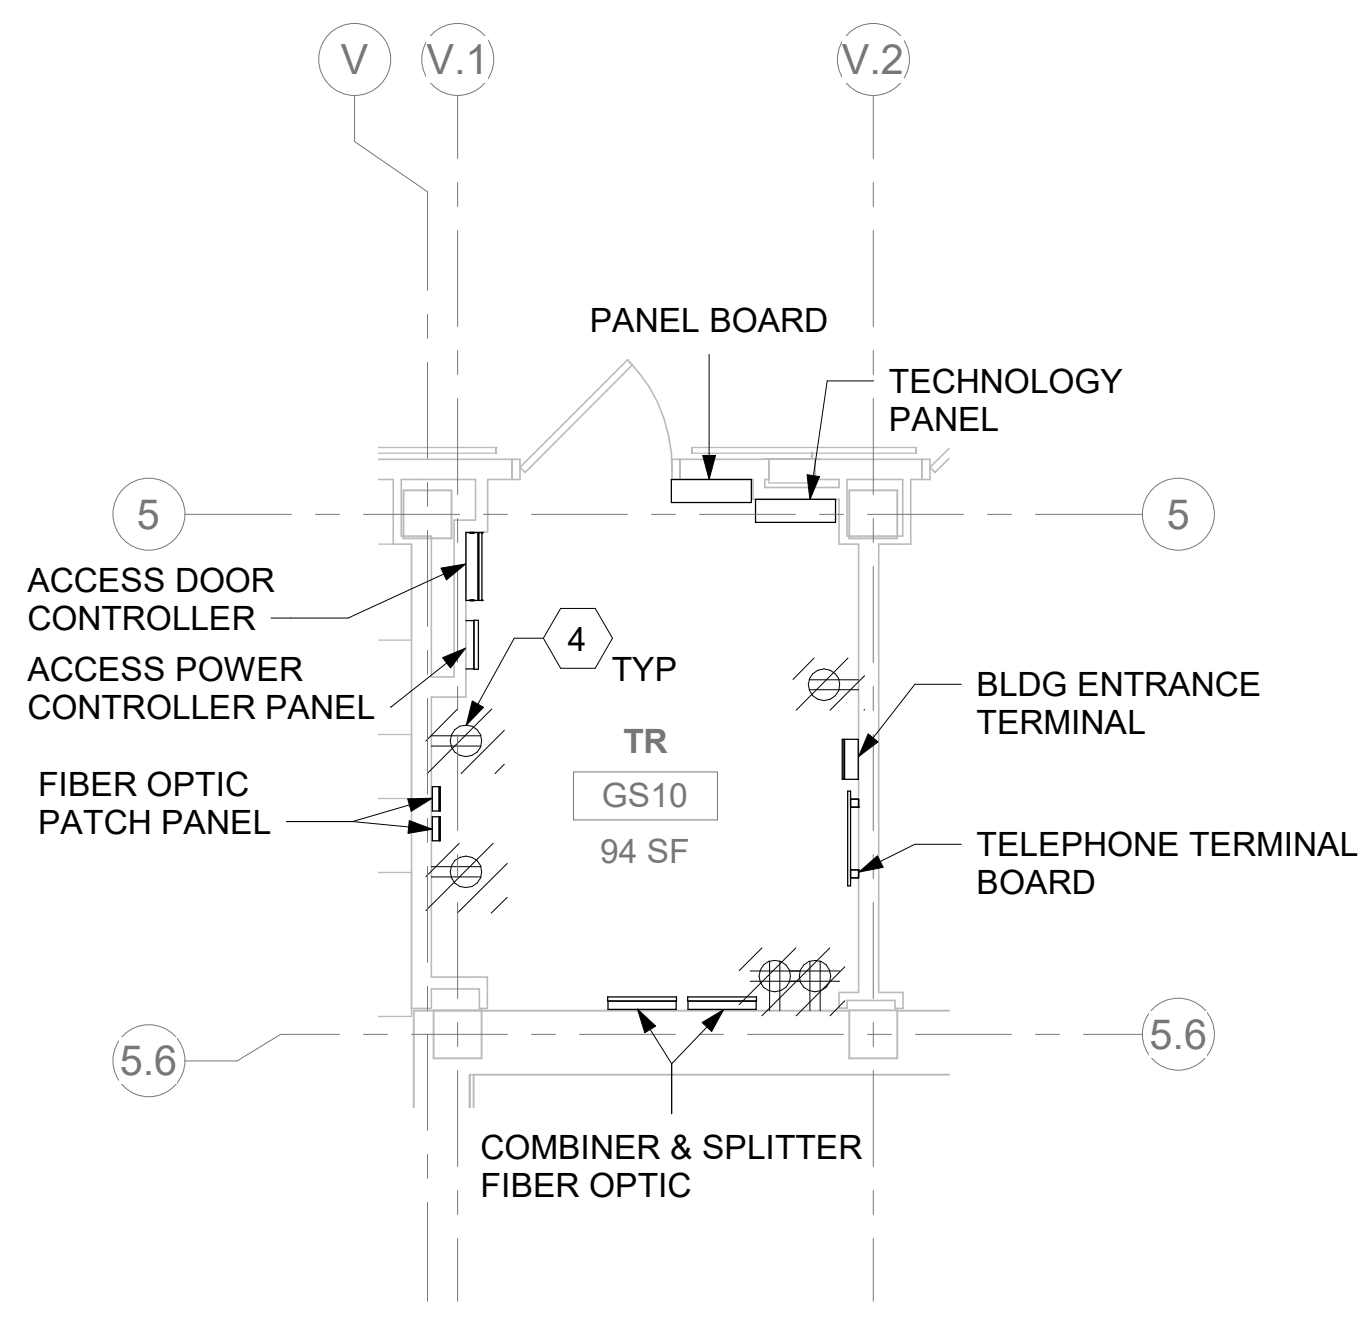 V
V.1
V.2
PANEL BOARD
TECHNOLOGY
PANEL
5
5
ACCESS DOOR
CONTROLLER
4
TYP
ACCESS POWER
CONTROLLER PANEL
BLDG ENTRANCE
TERMINAL
TR
GS10
94 SF
FIBER OPTIC
PATCH PANEL
TELEPHONE TERMINAL
BOARD
5.6
5.6
COMBINER & SPLITTER
FIBER OPTIC